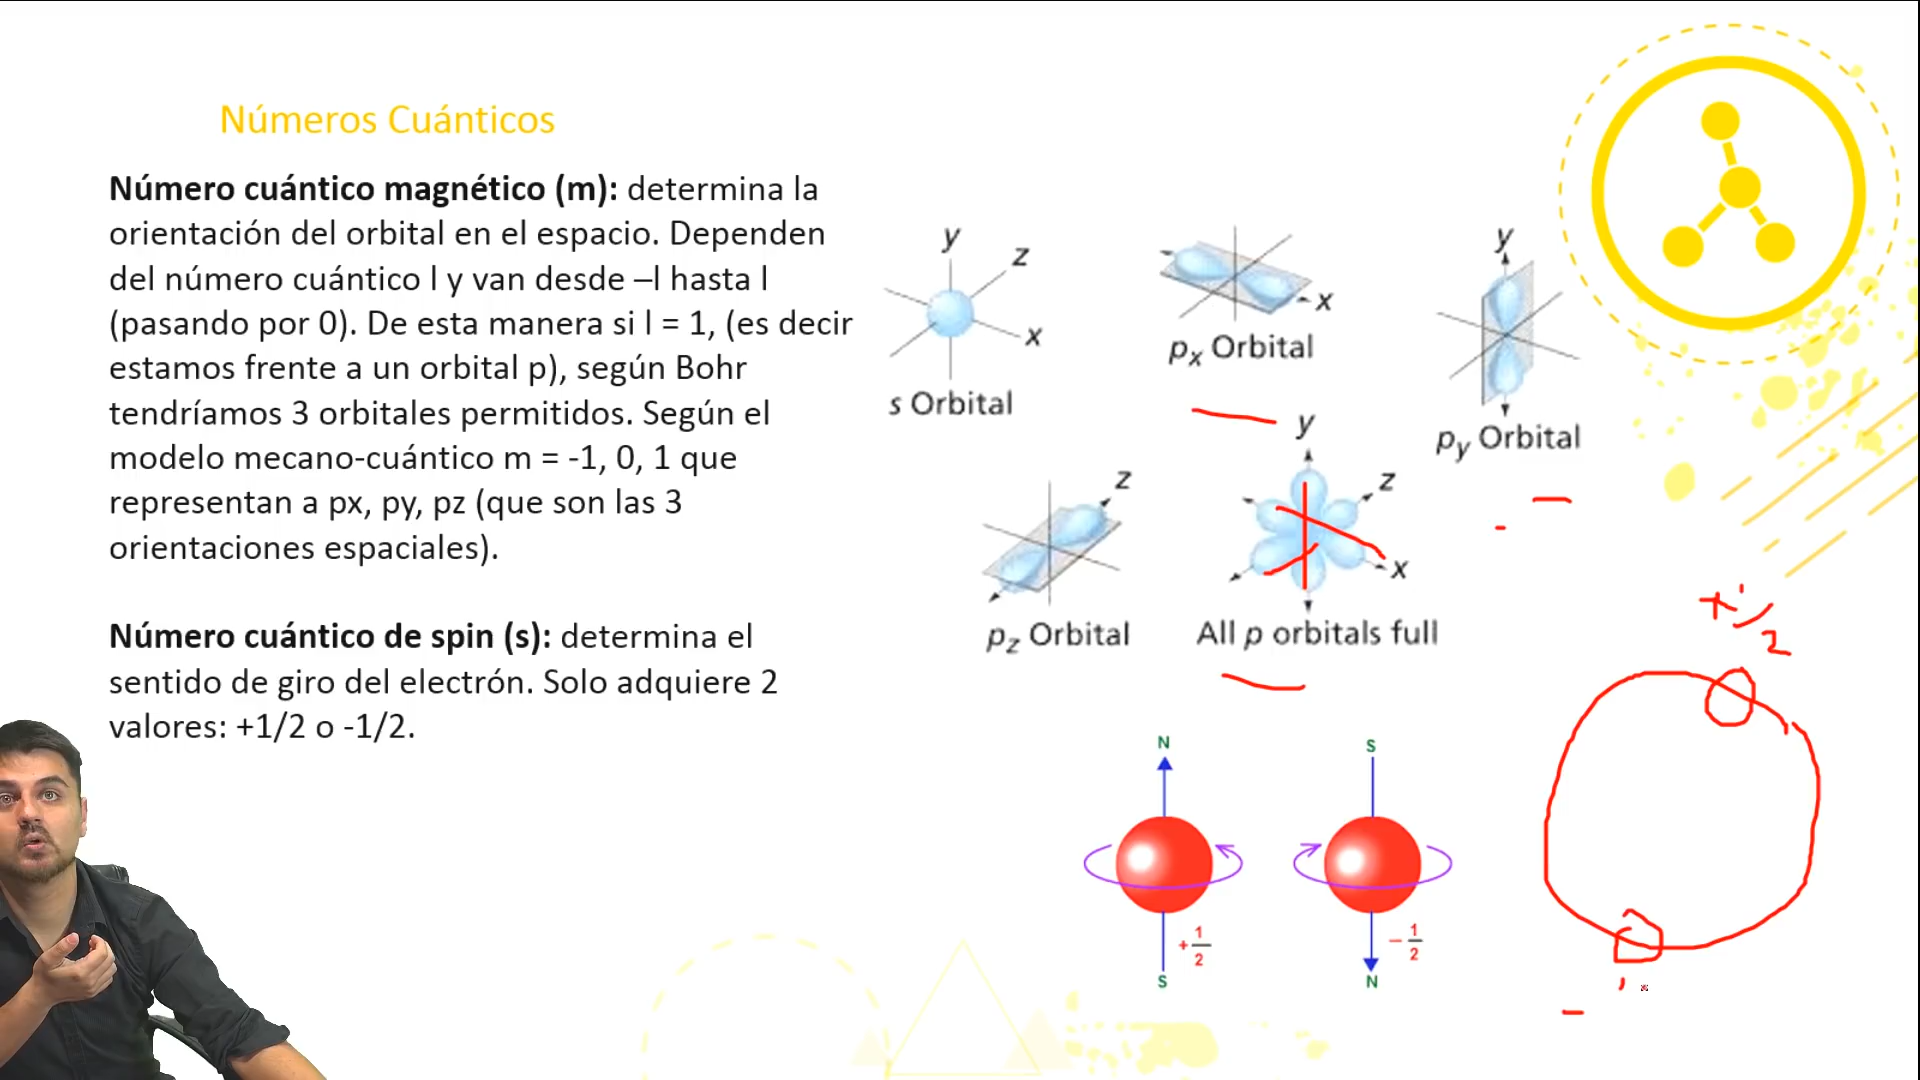 Números Cuánticos
Número cuántico magnético (m): determina la
orientación del orbital en el espacio. Dependen
del número cuántico l y van desde –l hasta l
(pasando por 0). De esta manera si l = 1, (es decir
estamos frente a un orbital p), según Bohr
tendríamos 3 orbitales permitidos. Según el
modelo mecano-cuántico m = -1, 0, 1 que
representan a px, py, pz (que son las 3
orientaciones espaciales).
Número cuántico de spin (s): determina el
sentido de giro del electrón. Solo adquiere 2
valores: +1/2 o -1/2.
y
z
x
s Orbital
x
px Orbital
y
py Orbital
z
pz Orbital
y
z
x
All p orbitals full
N
+1/2
S
S
-1/2
N
+1/2